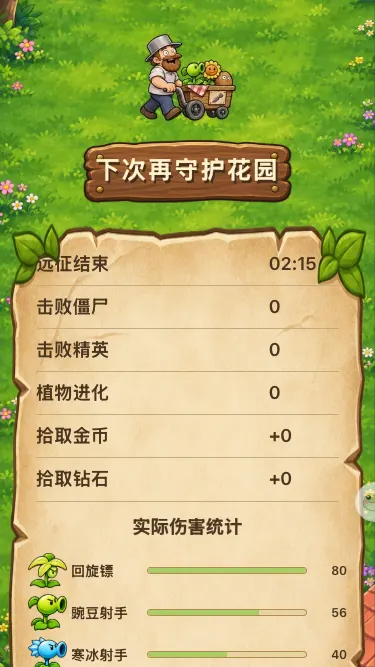 下次再守护花园
远征结束 02:15
击败僵尸 0
击败精英 0
植物进化 0
拾取金币 +0
拾取钻石 +0
实际伤害统计
回旋镖 80
豌豆射手 56
寒冰射手 40